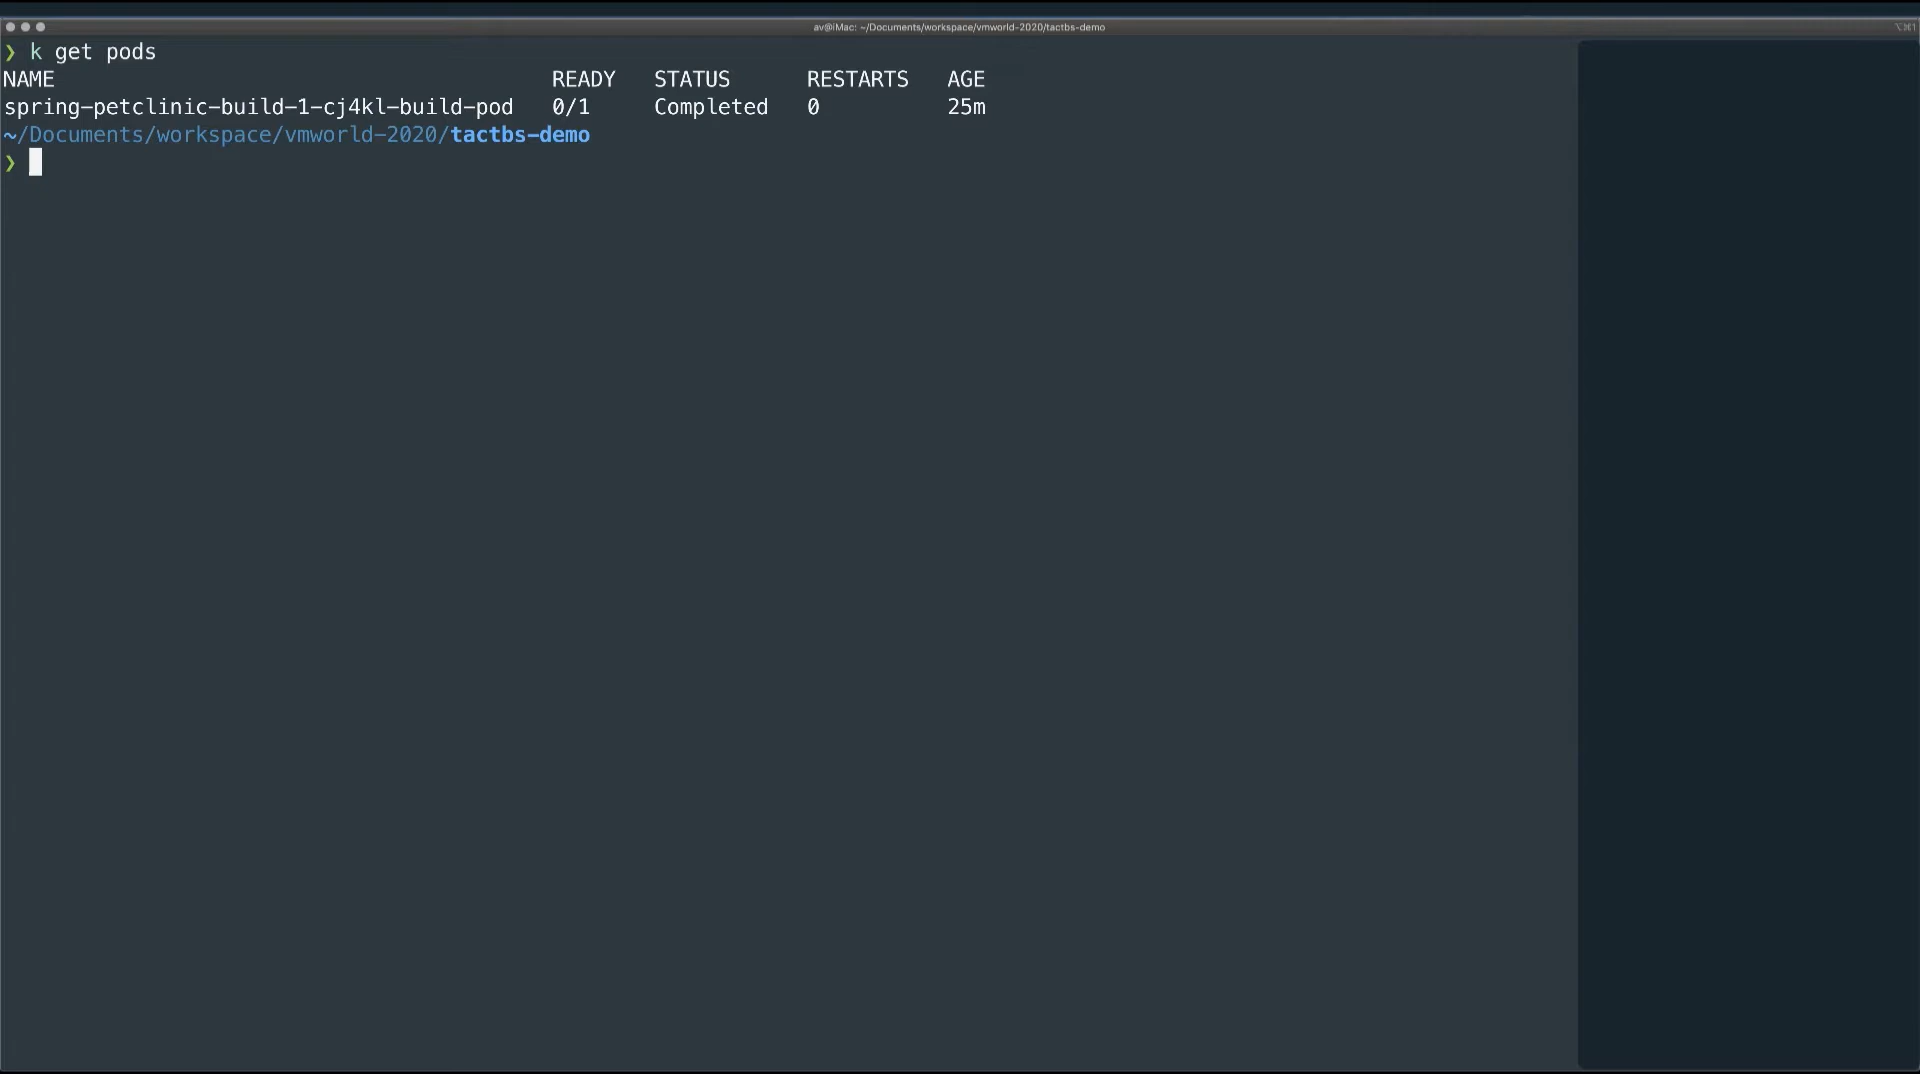 av@iMac: ~/Documents/workspace/vmworld-2020/tactbs-demo
⌥⌘1
❯ k get pods
NAME READY STATUS RESTARTS AGE
spring-petclinic-build-1-cj4kl-build-pod 0/1 Completed 0 25m
~/Documents/workspace/vmworld-2020/tactbs-demo
❯